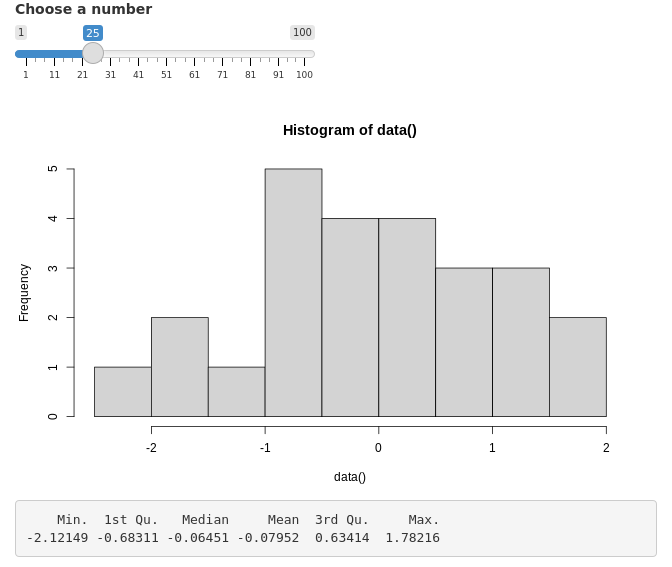 Choose a number
1 25 100
1 11 21 31 41 51 61 71 81 91 100
Histogram of data()
Frequency
5
4
3
2
1
0
-2 -1 0 1 2
data()
Min. 1st Qu. Median Mean 3rd Qu. Max.
-2.12149 -0.68311 -0.06451 -0.07952 0.63414 1.78216